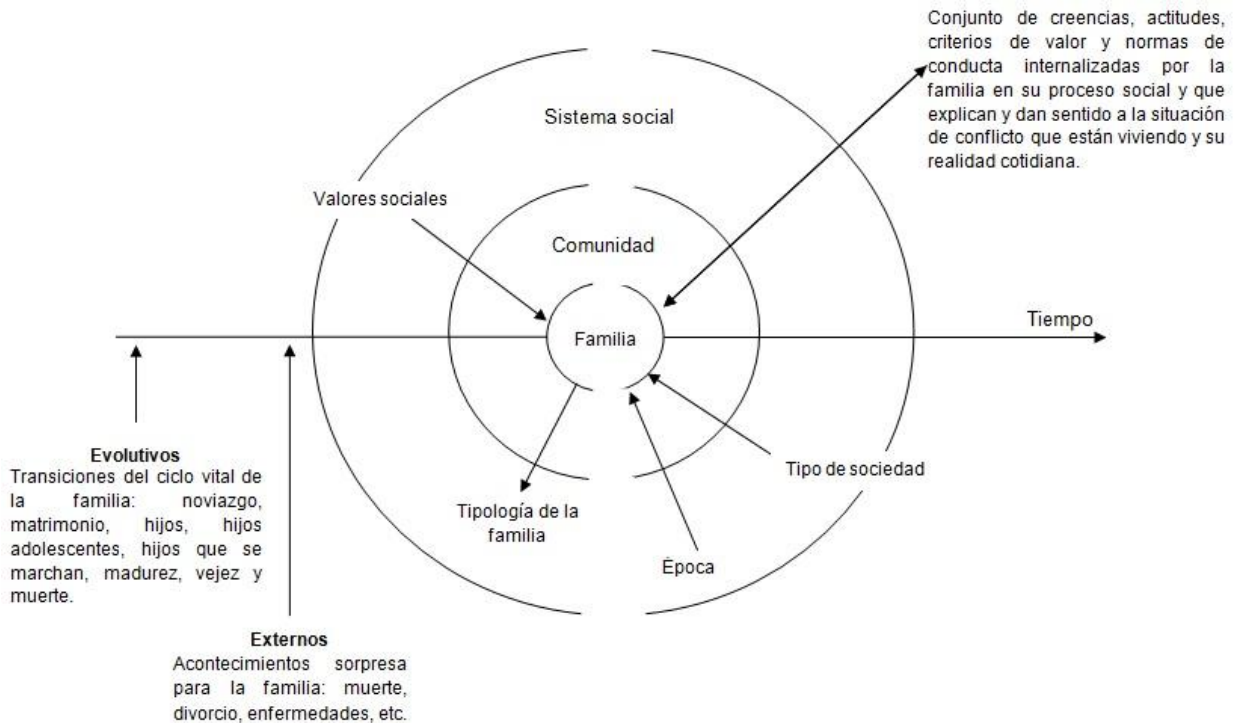 Conjunto de creencias, actitudes,
criterios de valor y normas de
conducta internalizadas por la
familia en su proceso social y que
explican y dan sentido a la situación
de conflicto que están viviendo y su
realidad cotidiana.
Sistema social
Valores sociales
Comunidad
Tiempo
Familia
Evolutivos
Transiciones del ciclo vital de
la familia: noviazgo,
matrimonio, hijos, hijos
adolescentes, hijos que se
marchan, madurez, vejez y
muerte.
Tipo de sociedad
Tipología de la
familia
Época
Externos
Acontecimientos sorpresa
para la familia: muerte,
divorcio, enfermedades, etc.